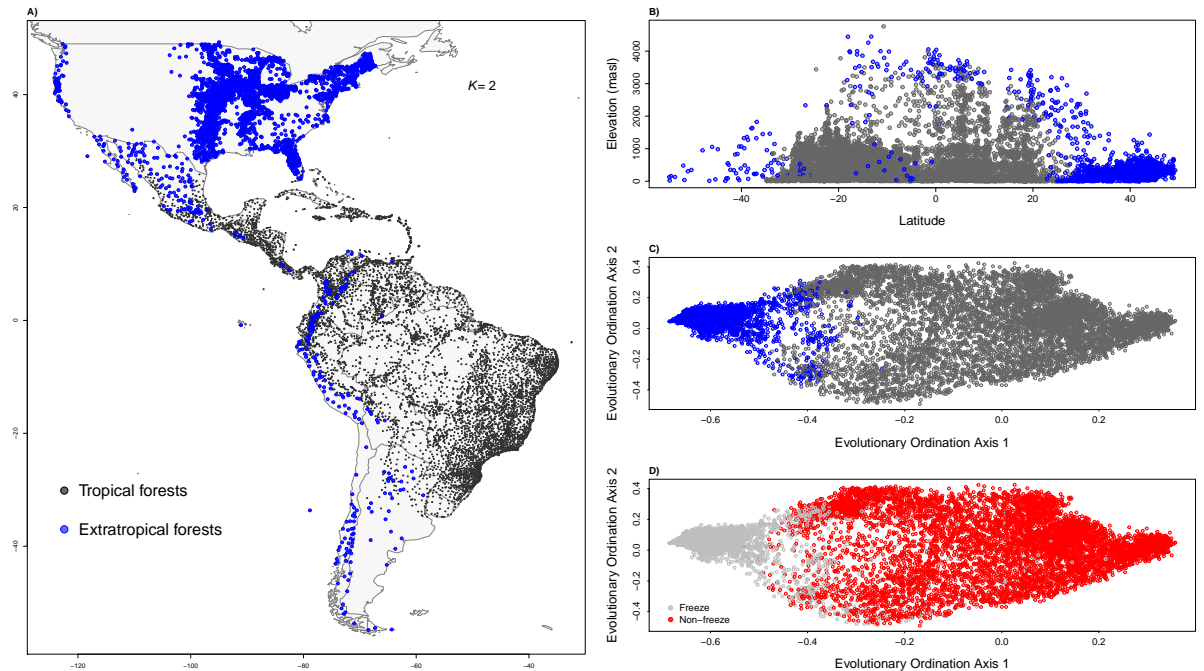 A)
K= 2
40
20
0
−20
−40
Tropical forests
Extratropical forests
−120
−100
−80
−60
−40
B)
Elevation (masl)
0
1000
2000
3000
4000
−40
−20
0
20
40
Latitude
C)
Evolutionary Ordination Axis 2
0.4
0.2
0.0
−0.2
−0.4
−0.6
−0.4
−0.2
0.0
0.2
Evolutionary Ordination Axis 1
D)
Evolutionary Ordination Axis 2
0.4
0.2
0.0
−0.2
−0.4
Freeze
Non−freeze
−0.6
−0.4
−0.2
0.0
0.2
Evolutionary Ordination Axis 1